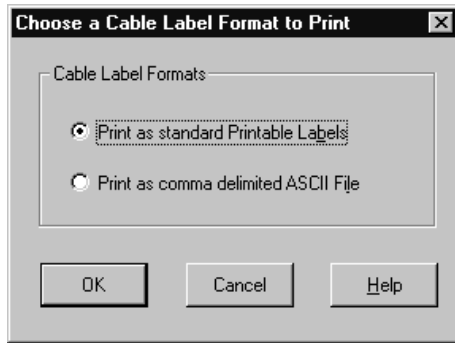 Choose a Cable Label Format to Print
Cable Label Formats
Print as standard Printable Labels
Print as comma delimited ASCII File
OK Cancel Help